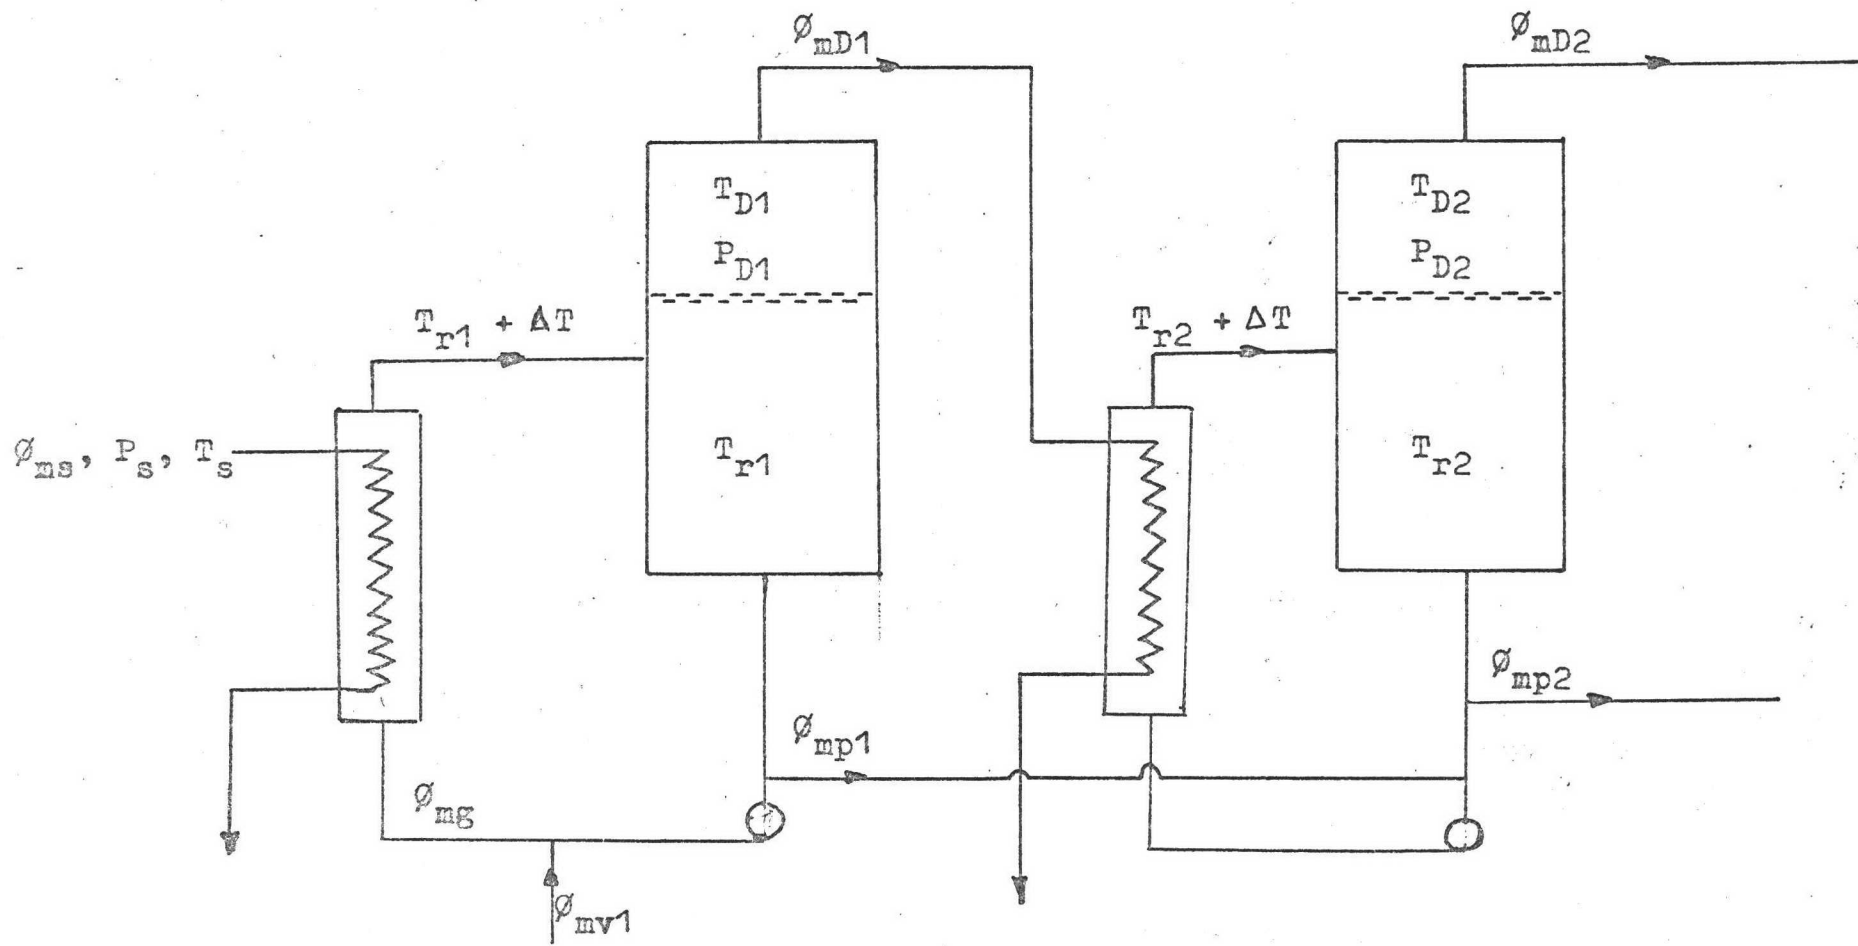 ø_mD1
ø_mD2
T_D1
P_D1
T_D2
P_D2
T_r1 + ΔT
T_r2 + ΔT
ø_ms, P_s, T_s
T_r1
T_r2
ø_mp2
ø_mp1
ø_mg
ø_mv1